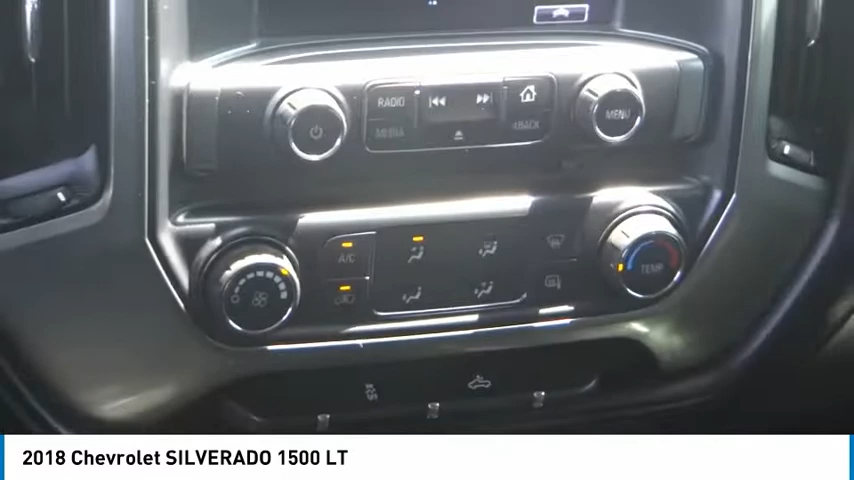 RADIO
MENU
MEDIA
BACK
A/C
TEMP
2018 Chevrolet SILVERADO 1500 LT